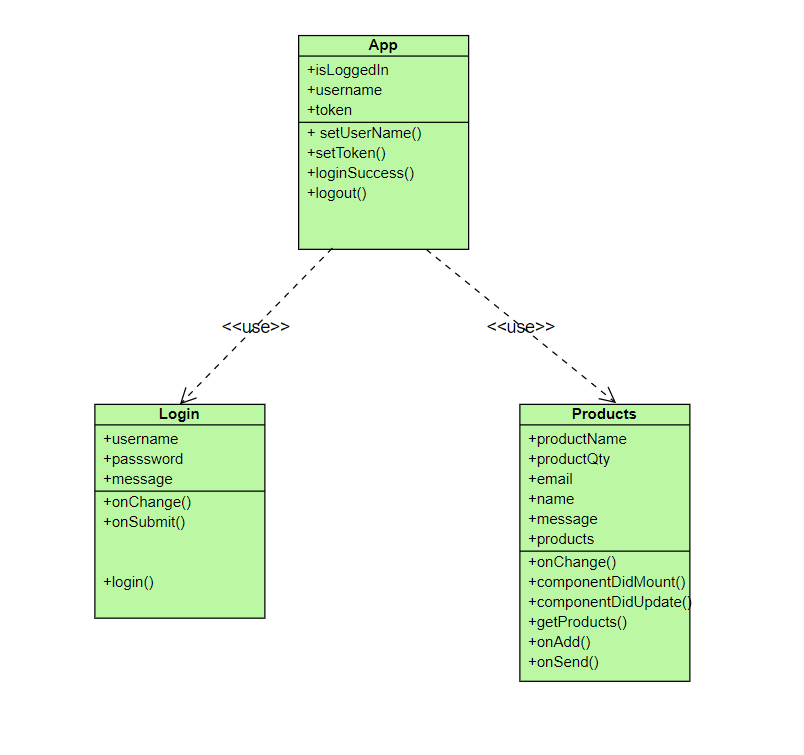 App
+isLoggedIn
+username
+token
+ setUserName()
+setToken()
+loginSuccess()
+logout()
<<use>>
<<use>>
Login
+username
+passsword
+message
+onChange()
+onSubmit()
+login()
Products
+productName
+productQty
+email
+name
+message
+products
+onChange()
+componentDidMount()
+componentDidUpdate()
+getProducts()
+onAdd()
+onSend()